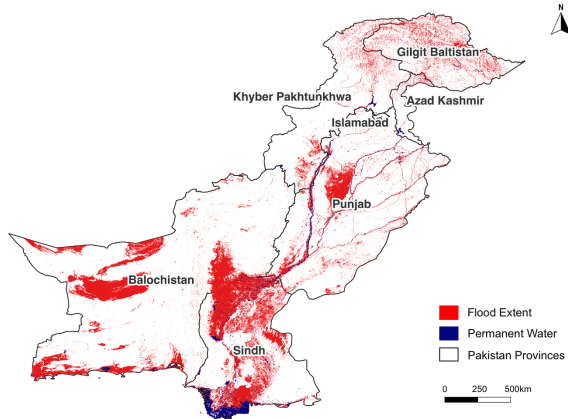 N
Gilgit Baltistan
Khyber Pakhtunkhwa
Azad Kashmir
Islamabad
Punjab
Balochistan
Sindh
Flood Extent
Permanent Water
Pakistan Provinces
0 250 500km